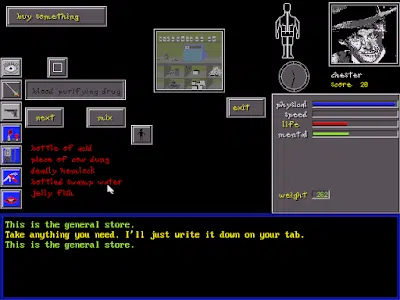 buy something
blood purifying drug
next
mix
exit
bottle of acid
piece of cow dung
deadly hemlock
bottled swamp water
jelly fish
chester
score 20
physical
speed
life
mental
weight 262
This is the general store.
Take anything you need. I'll just write it down on your tab.
This is the general store.